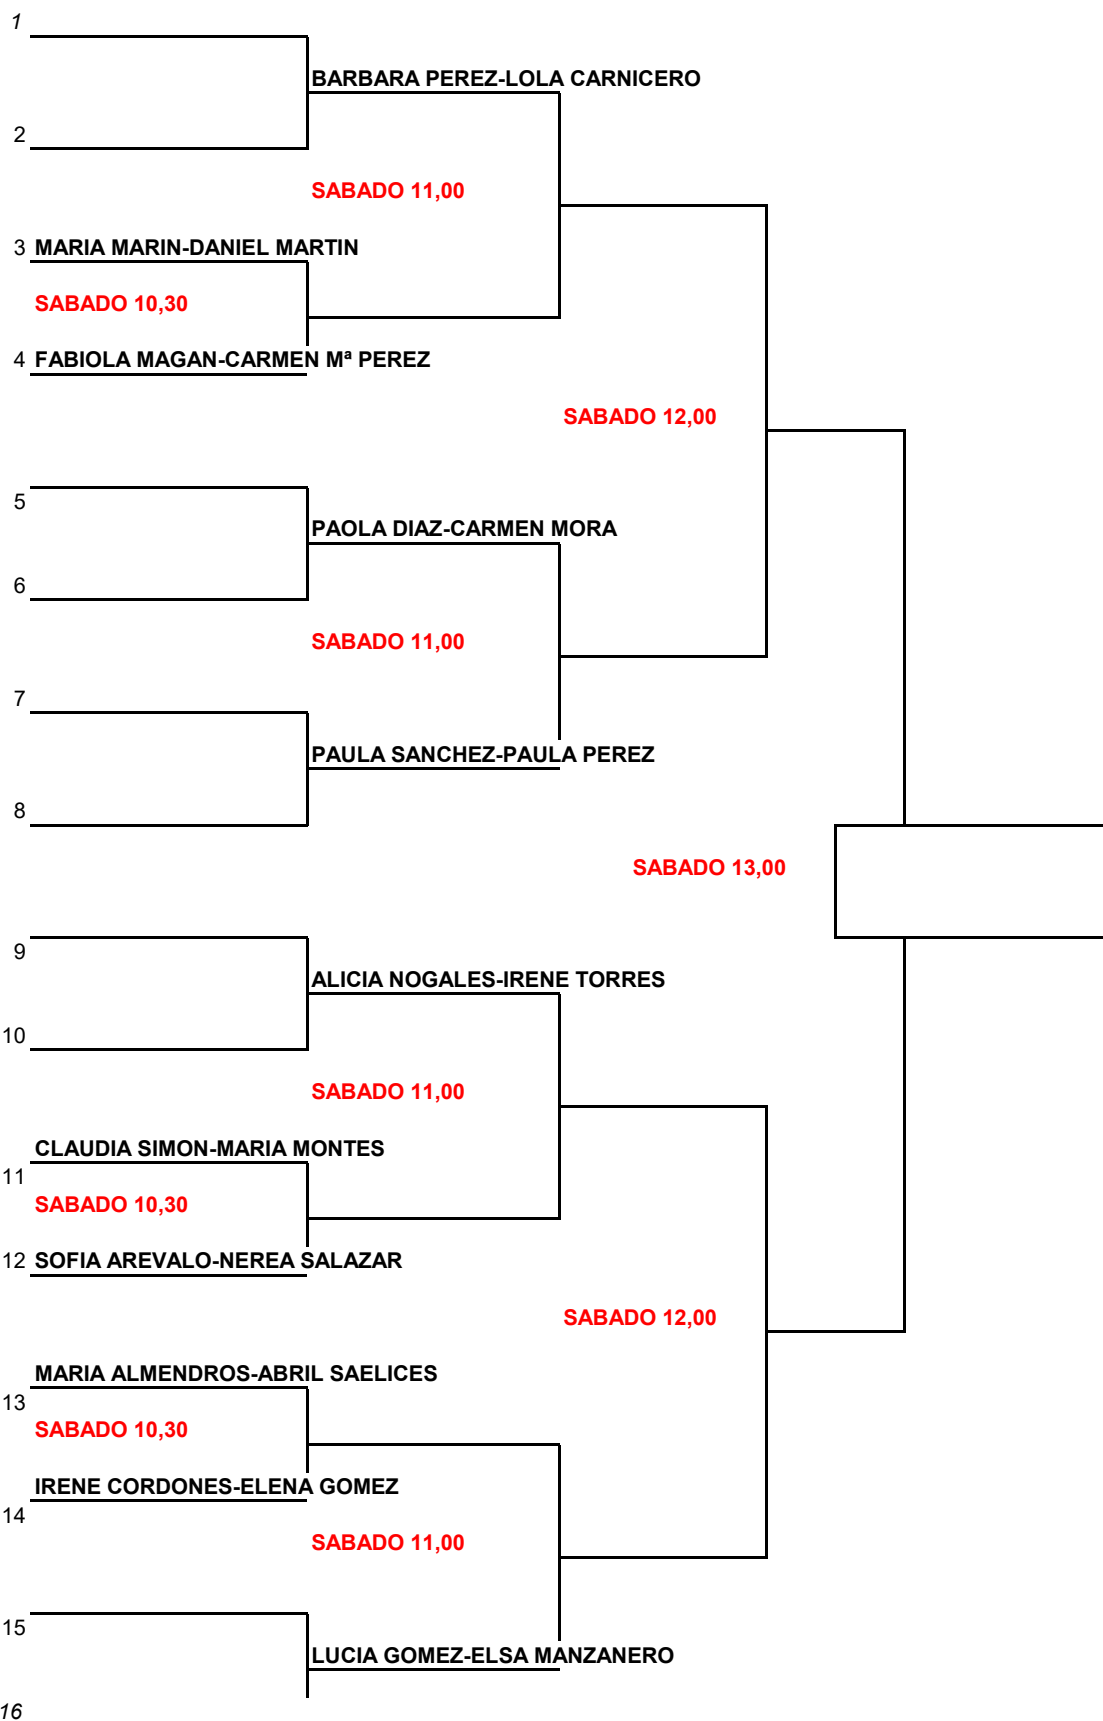 1
BARBARA PEREZ-LOLA CARNICERO
2
SABADO 11,00
3 MARIA MARIN-DANIEL MARTIN
SABADO 10,30
4 FABIOLA MAGAN-CARMEN Mª PEREZ
SABADO 12,00
5
PAOLA DIAZ-CARMEN MORA
6
SABADO 11,00
7
PAULA SANCHEZ-PAULA PEREZ
8
SABADO 13,00
9
ALICIA NOGALES-IRENE TORRES
10
SABADO 11,00
CLAUDIA SIMON-MARIA MONTES
11
SABADO 10,30
12 SOFIA AREVALO-NEREA SALAZAR
SABADO 12,00
MARIA ALMENDROS-ABRIL SAELICES
13
SABADO 10,30
IRENE CORDONES-ELENA GOMEZ
14
SABADO 11,00
15
LUCIA GOMEZ-ELSA MANZANERO
16